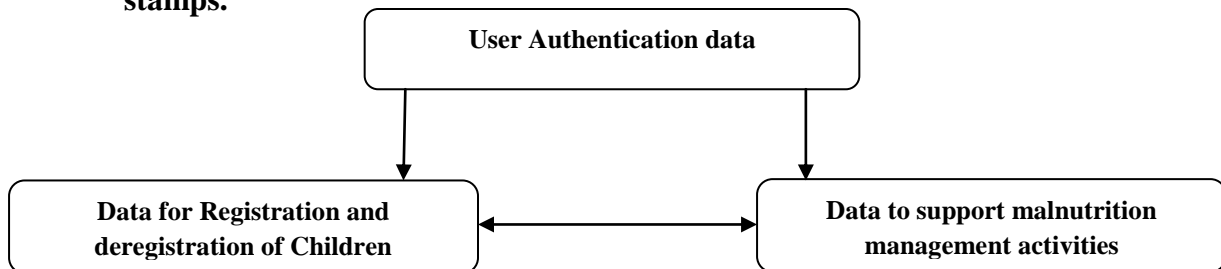 stamps.
User Authentication data
Data for Registration and
deregistration of Children
Data to support malnutrition
management activities